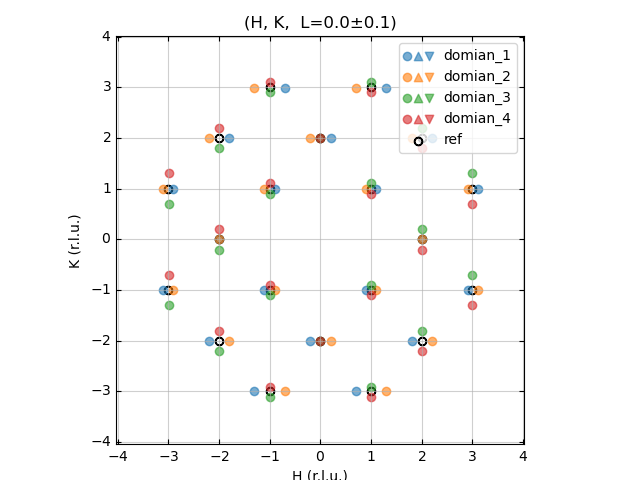 (H, K,  L=0.0±0.1)
domian_1
domian_2
domian_3
domian_4
ref
4
3
2
1
0
−1
−2
−3
−4
K (r.l.u.)
−4 −3 −2 −1 0 1 2 3 4
H (r.l.u.)